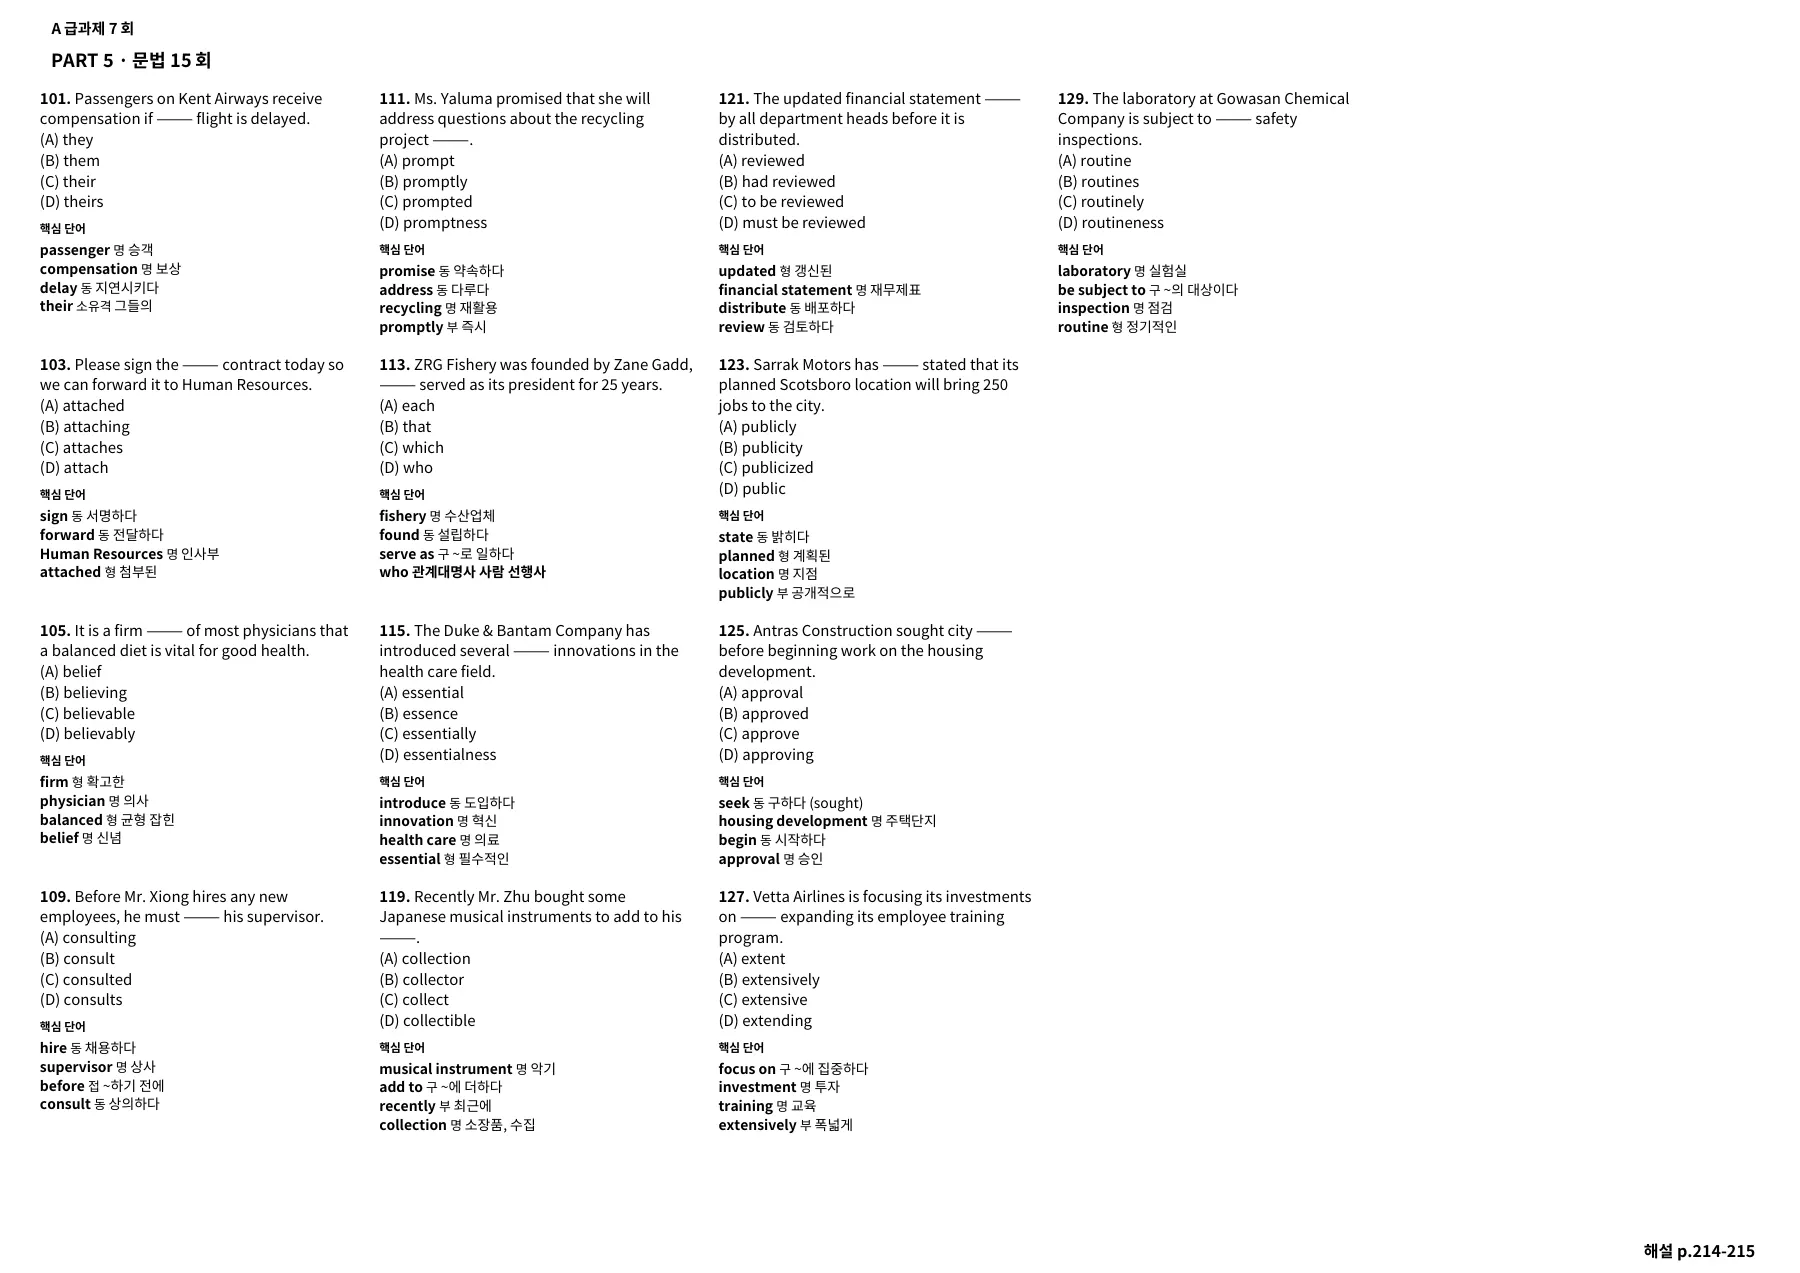 A 급과제 7 회
PART 5 · 문법 15 회
101. Passengers on Kent Airways receive
compensation if ––––– flight is delayed.
(A) they
(B) them
(C) their
(D) theirs
핵심 단어
passenger 명 승객
compensation 명 보상
delay 동 지연시키다
their 소유격 그들의
103. Please sign the ––––– contract today so
we can forward it to Human Resources.
(A) attached
(B) attaching
(C) attaches
(D) attach
핵심 단어
sign 동 서명하다
forward 동 전달하다
Human Resources 명 인사부
attached 형 첨부된
105. It is a firm ––––– of most physicians that
a balanced diet is vital for good health.
(A) belief
(B) believing
(C) believable
(D) believably
핵심 단어
firm 형 확고한
physician 명 의사
balanced 형 균형 잡힌
belief 명 신념
109. Before Mr. Xiong hires any new
employees, he must ––––– his supervisor.
(A) consulting
(B) consult
(C) consulted
(D) consults
핵심 단어
hire 동 채용하다
supervisor 명 상사
before 접 ~하기 전에
consult 동 상의하다
111. Ms. Yaluma promised that she will
address questions about the recycling
project –––––.
(A) prompt
(B) promptly
(C) prompted
(D) promptness
핵심 단어
promise 동 약속하다
address 동 다루다
recycling 명 재활용
promptly 부 즉시
113. ZRG Fishery was founded by Zane Gadd,
––––– served as its president for 25 years.
(A) each
(B) that
(C) which
(D) who
핵심 단어
fishery 명 수산업체
found 동 설립하다
serve as 구 ~로 일하다
who 관계대명사 사람 선행사
115. The Duke & Bantam Company has
introduced several ––––– innovations in the
health care field.
(A) essential
(B) essence
(C) essentially
(D) essentialness
핵심 단어
introduce 동 도입하다
innovation 명 혁신
health care 명 의료
essential 형 필수적인
119. Recently Mr. Zhu bought some
Japanese musical instruments to add to his
–––––.
(A) collection
(B) collector
(C) collect
(D) collectible
핵심 단어
musical instrument 명 악기
add to 구 ~에 더하다
recently 부 최근에
collection 명 소장품, 수집
121. The updated financial statement –––––
by all department heads before it is
distributed.
(A) reviewed
(B) had reviewed
(C) to be reviewed
(D) must be reviewed
핵심 단어
updated 형 갱신된
financial statement 명 재무제표
distribute 동 배포하다
review 동 검토하다
123. Sarrak Motors has ––––– stated that its
planned Scotsboro location will bring 250
jobs to the city.
(A) publicly
(B) publicity
(C) publicized
(D) public
핵심 단어
state 동 밝히다
planned 형 계획된
location 명 지점
publicly 부 공개적으로
125. Antras Construction sought city –––––
before beginning work on the housing
development.
(A) approval
(B) approved
(C) approve
(D) approving
핵심 단어
seek 동 구하다 (sought)
housing development 명 주택단지
begin 동 시작하다
approval 명 승인
127. Vetta Airlines is focusing its investments
on ––––– expanding its employee training
program.
(A) extent
(B) extensively
(C) extensive
(D) extending
핵심 단어
focus on 구 ~에 집중하다
investment 명 투자
training 명 교육
extensively 부 폭넓게
129. The laboratory at Gowasan Chemical
Company is subject to ––––– safety
inspections.
(A) routine
(B) routines
(C) routinely
(D) routineness
핵심 단어
laboratory 명 실험실
be subject to 구 ~의 대상이다
inspection 명 점검
routine 형 정기적인
해설 p.214-215